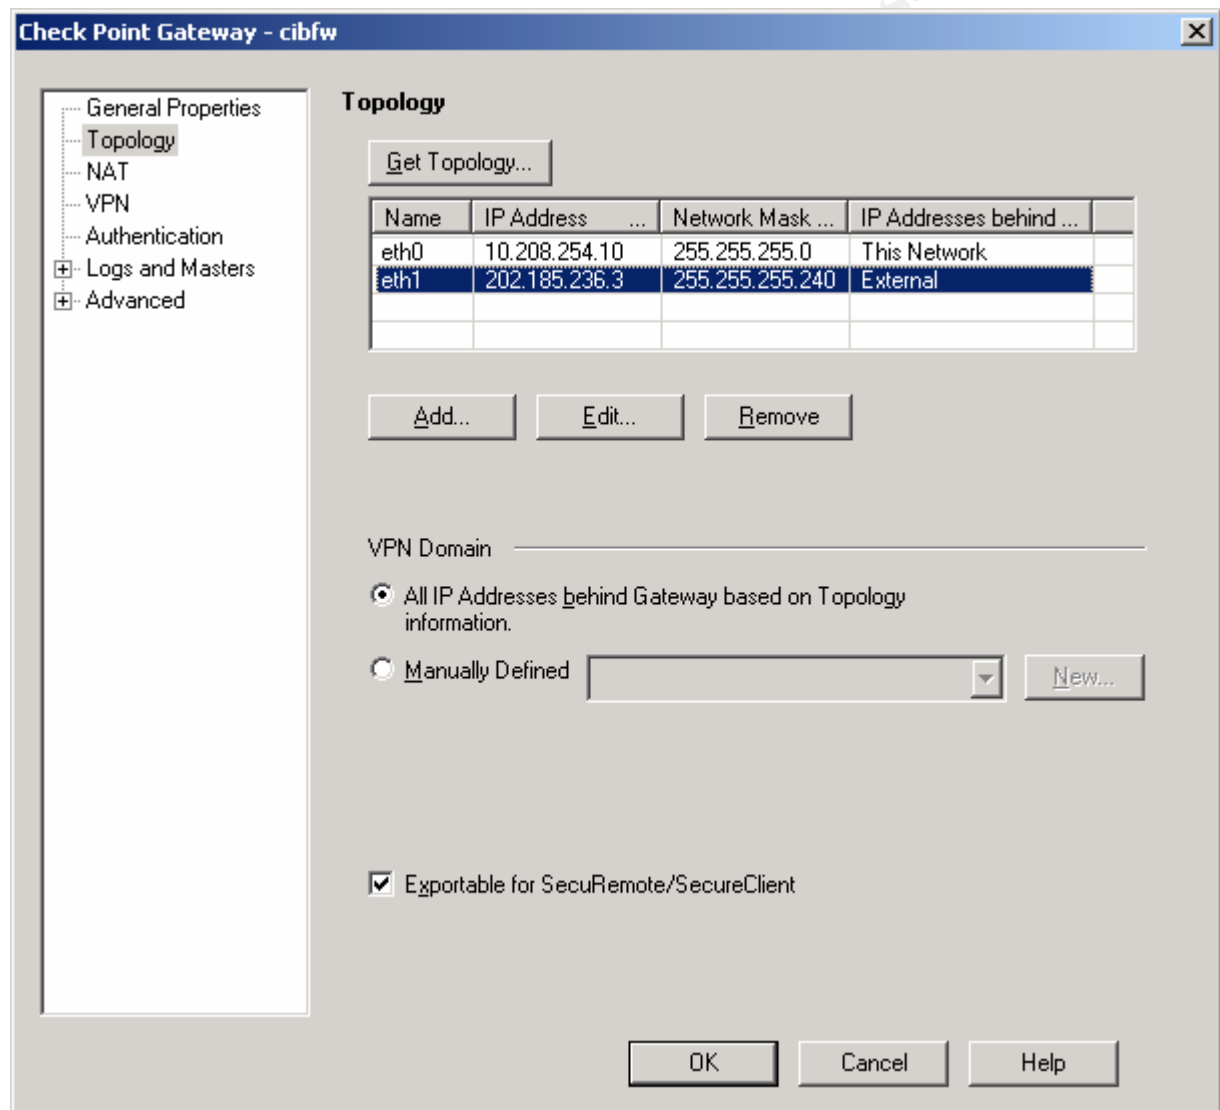 Check Point Gateway - cibfw
General Properties
Topology
NAT
VPN
Authentication
Logs and Masters
Advanced
Topology
Get Topology...
Name IP Address ... Network Mask ... IP Addresses behind ...
eth0 10.208.254.10 255.255.255.0 This Network
eth1 202.185.236.3 255.255.255.240 External
Add... Edit... Remove
VPN Domain
All IP Addresses behind Gateway based on Topology
information.
Manually Defined New...
Exportable for SecuRemote/SecureClient
OK Cancel Help